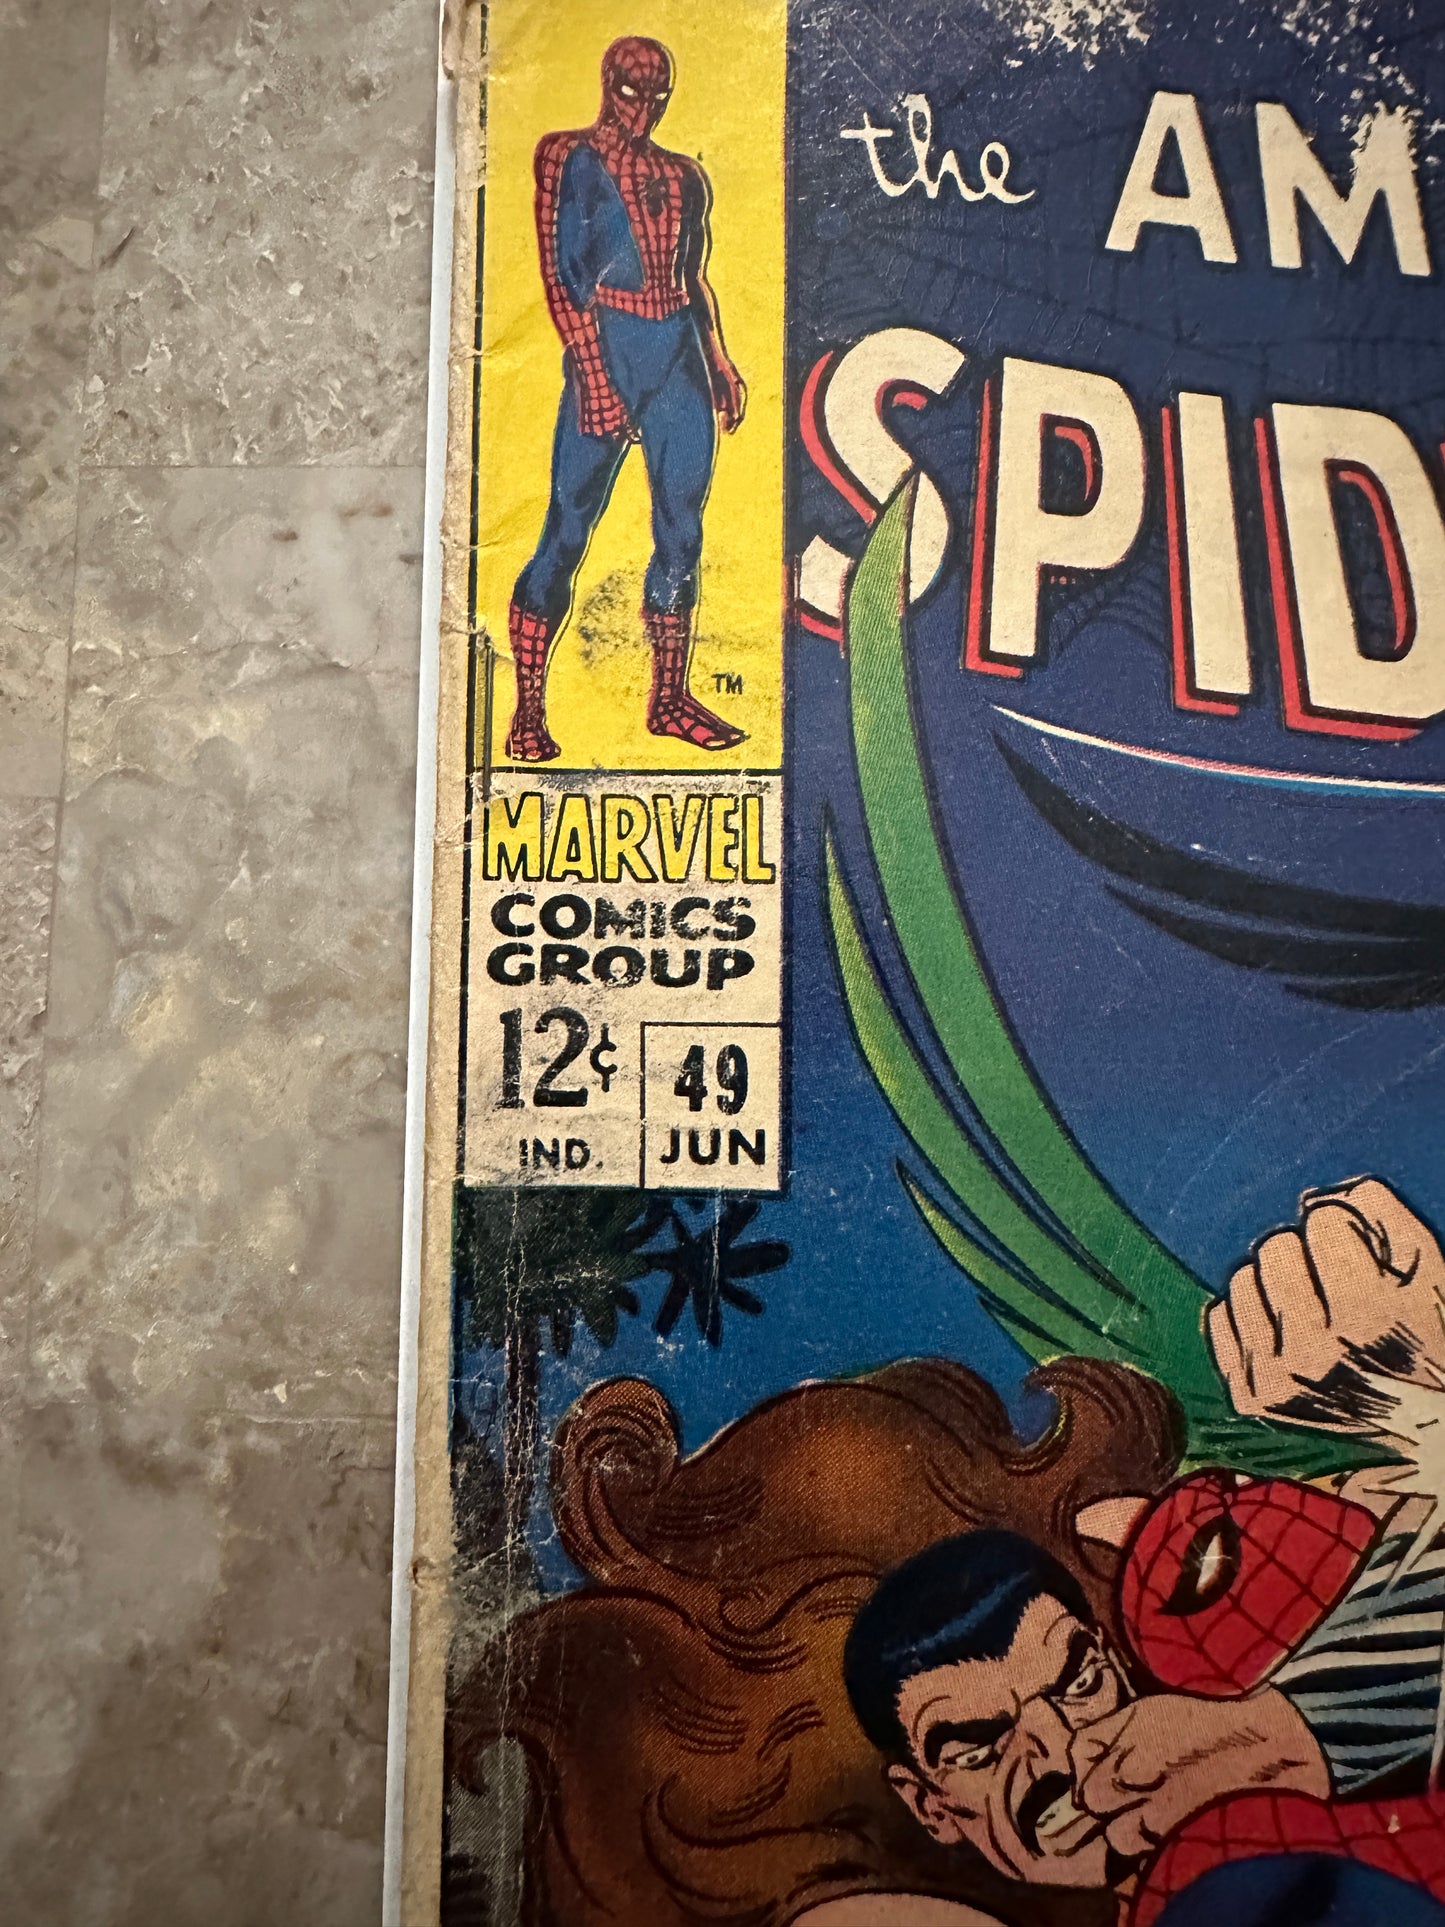 the AM
SPID
TM
MARVEL
COMICS
GROUP
12¢
IND.
49
JUN